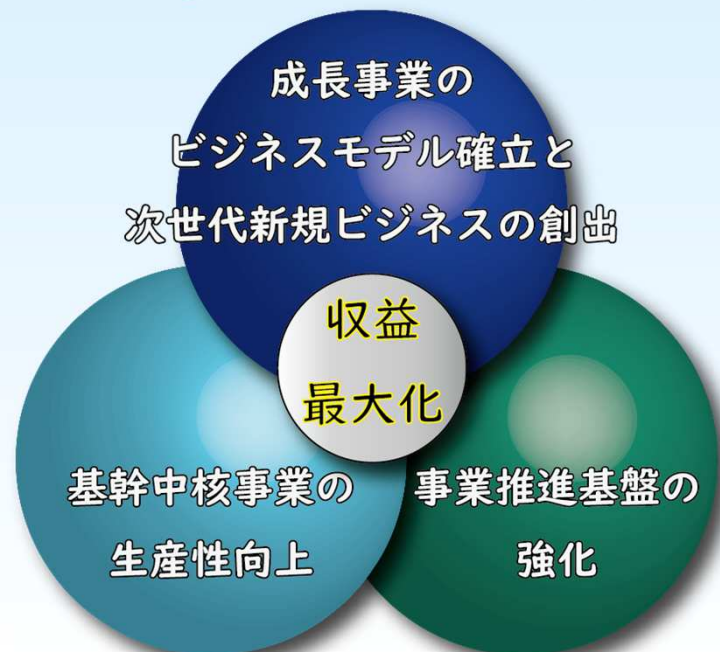 成長事業の
ビジネスモデル確立と
次世代新規ビジネスの創出
収益
最大化
基幹中核事業の
生産性向上
事業推進基盤の
強化